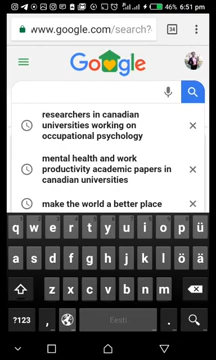 46% 6:51 pm
www.google.com/search? 34
Google
researchers in canadian
universities working on
occupational psychology
mental health and work
productivity academic papers in
canadian universities
make the world a better place
q w e r t y u i o p ü
a s d f g h j k l ö ä
z x c v b n m
?123 , Eesti .